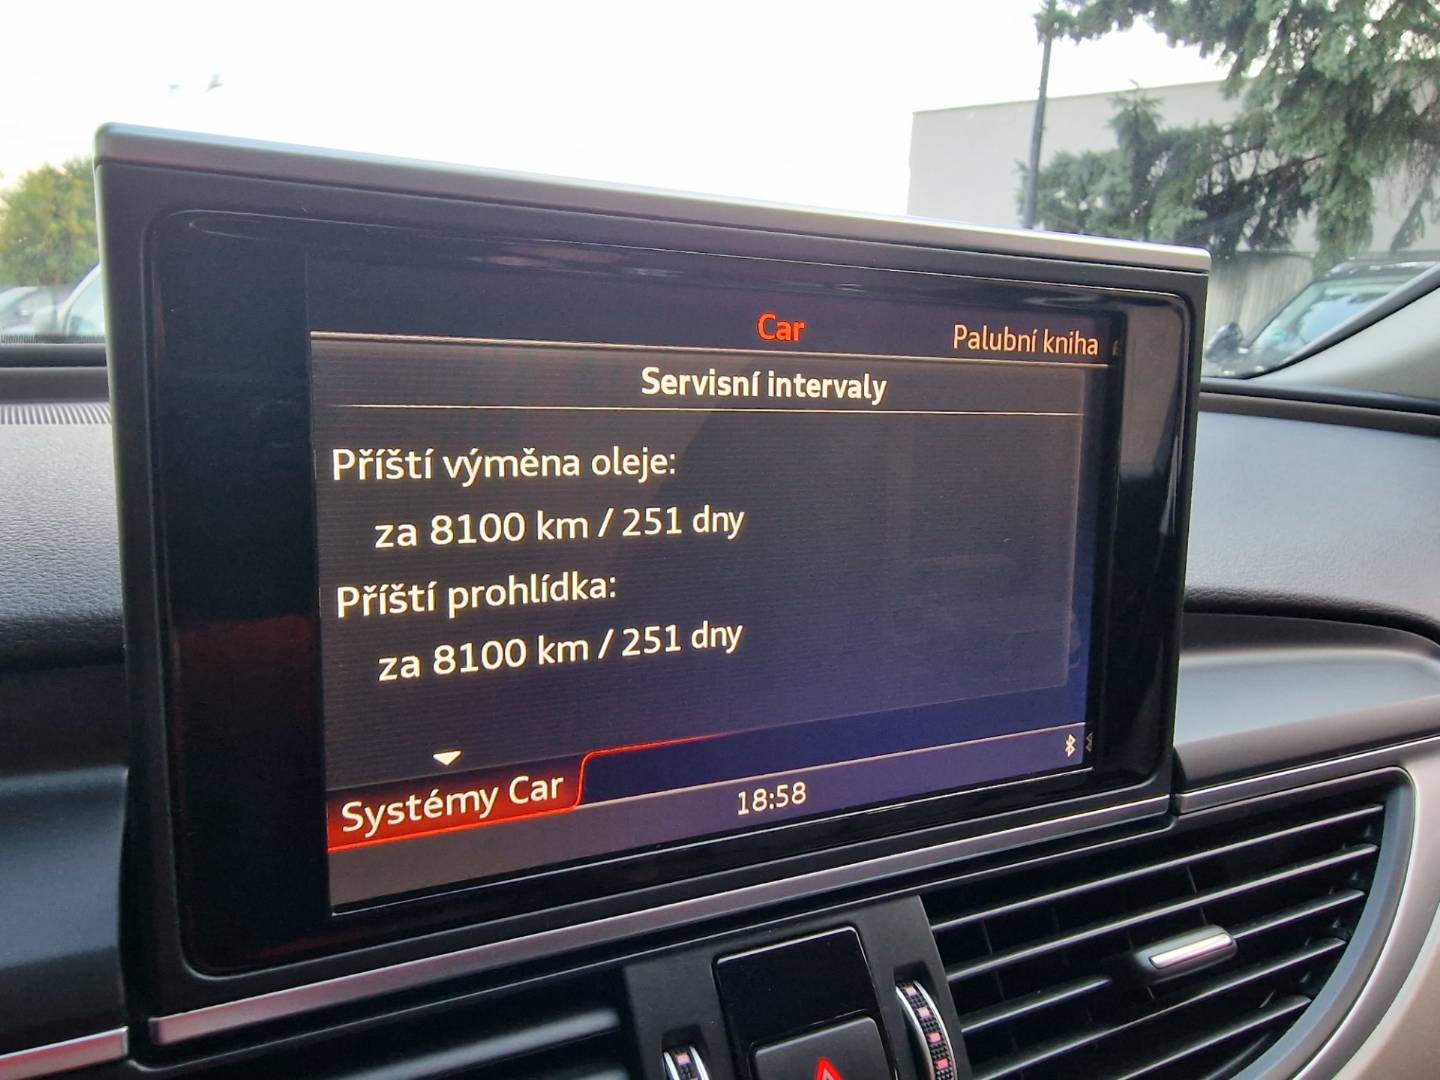 Car
Palubní kniha
Servisní intervaly
Příští výměna oleje:
za 8100 km / 251 dny
Příští prohlídka:
za 8100 km / 251 dny
Systémy Car
18:58